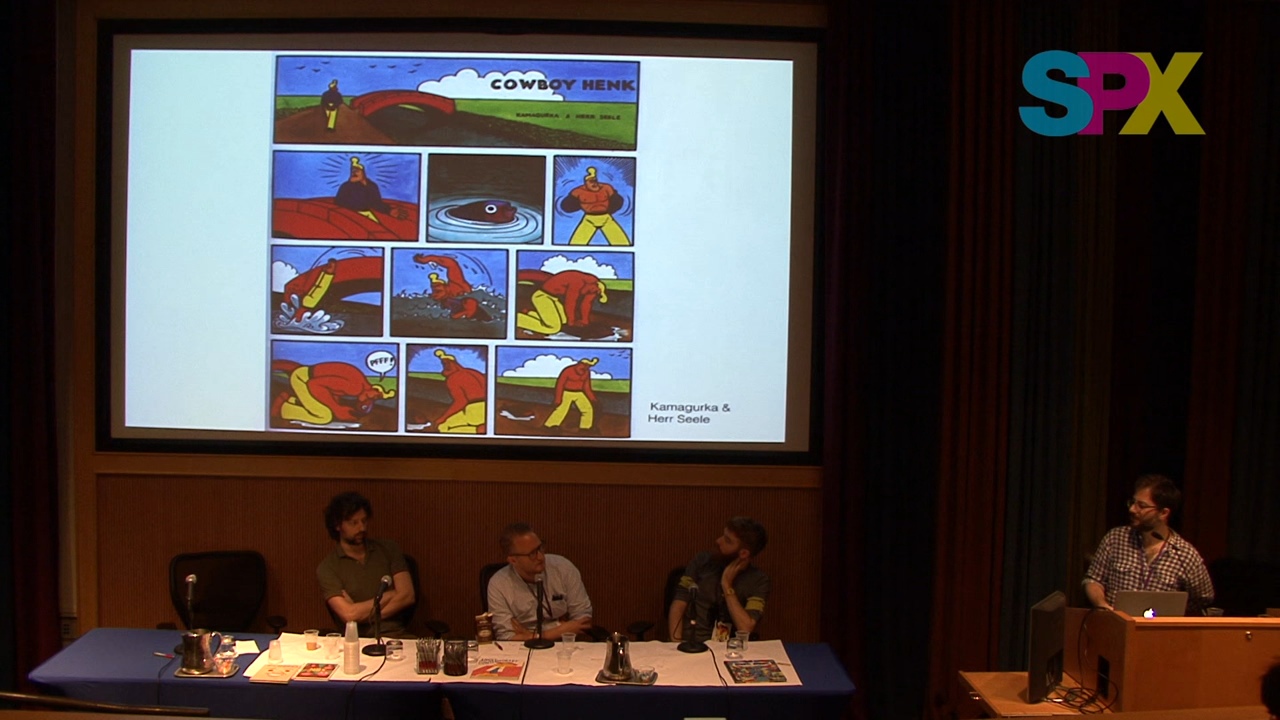 SPX
COWBOY HENK
KAMAGURKA & HERR SEELE
PFFF!
Kamagurka &
Herr Seele